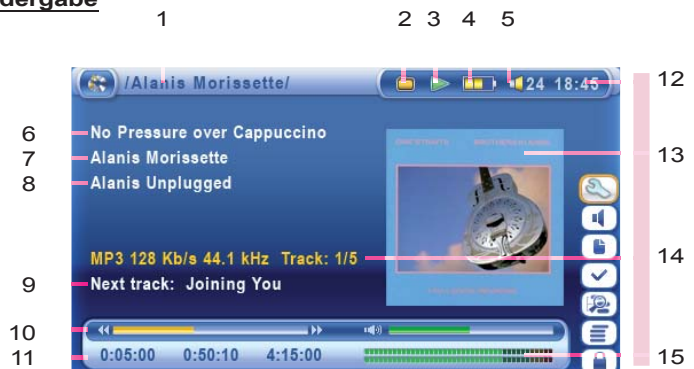 dergabe
1 2 3 4 5
/Alanis Morissette/ 24 18:45 12
6 No Pressure over Cappuccino
7 Alanis Morissette 13
8 Alanis Unplugged
MP3 128 Kb/s 44.1 kHz Track: 1/5 14
9 Next track: Joining You
10
11 0:05:00 0:50:10 4:15:00 15